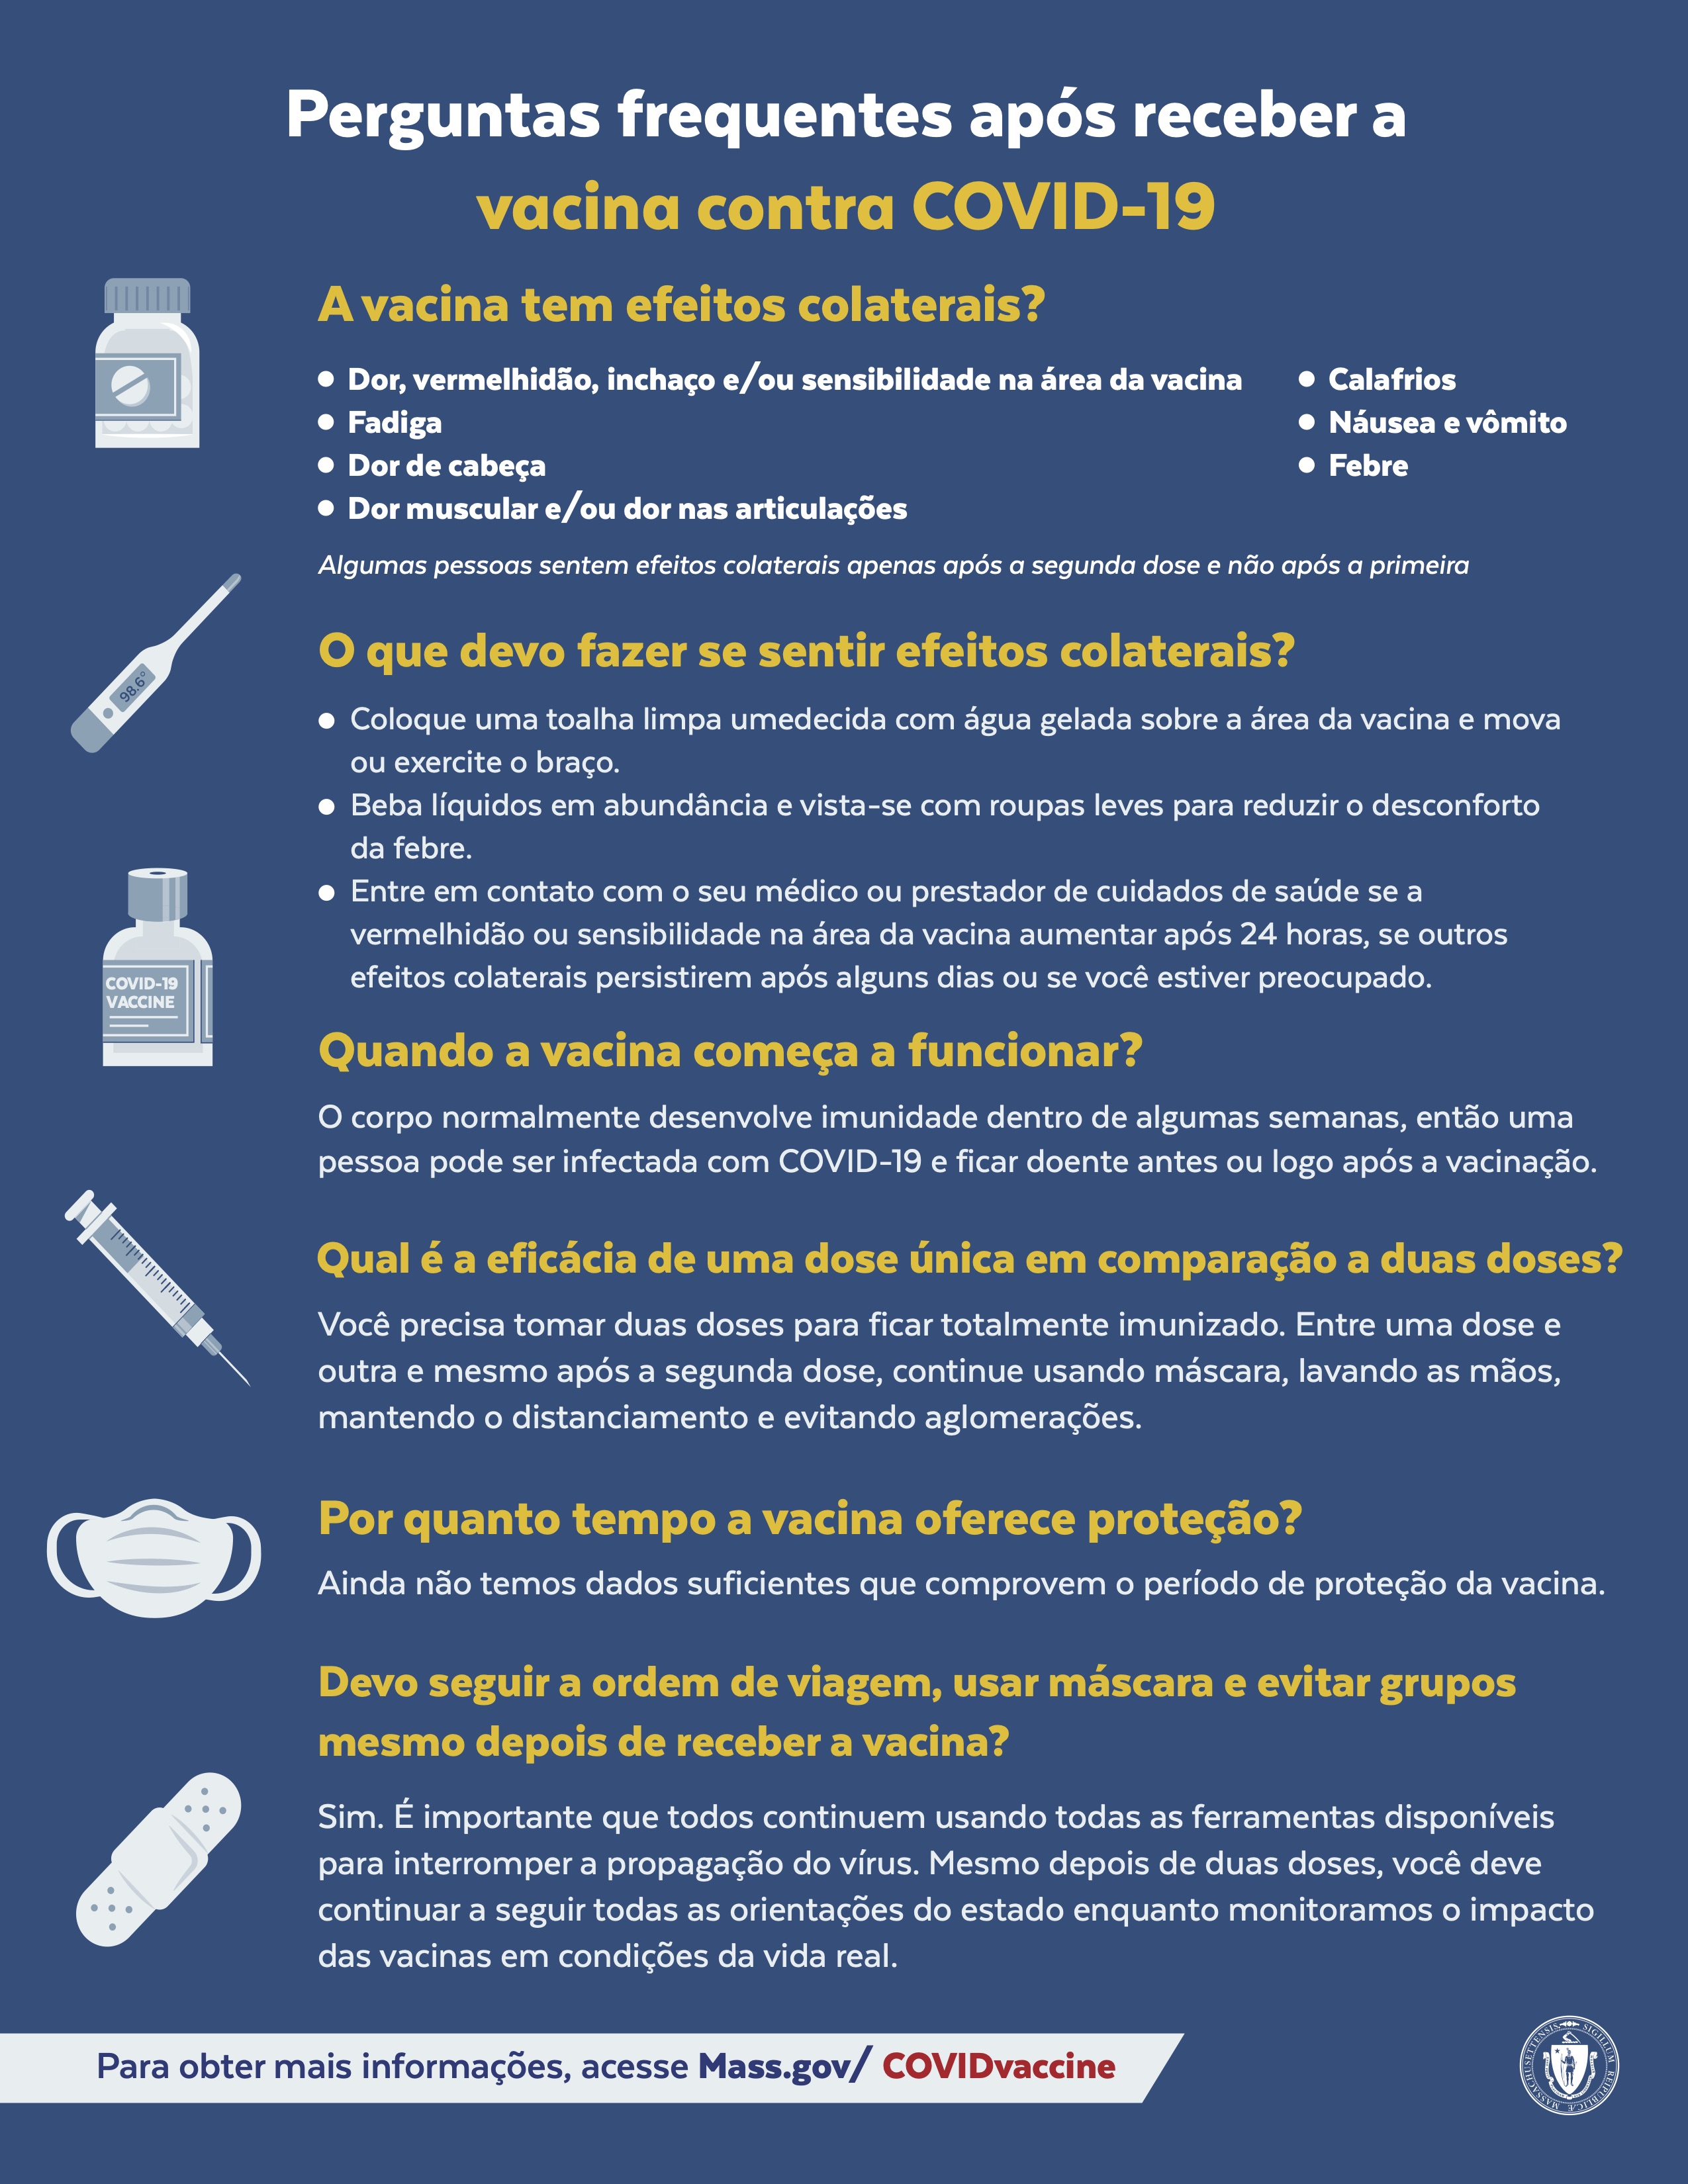 Perguntas frequentes após receber a
vacina contra COVID-19
A vacina tem efeitos colaterais?
● Dor, vermelhidão, inchaço e/ou sensibilidade na área da vacina
● Fadiga
● Dor de cabeça
● Dor muscular e/ou dor nas articulações
● Calafrios
● Náusea e vômito
● Febre
Algumas pessoas sentem efeitos colaterais apenas após a segunda dose e não após a primeira
98.6°
O que devo fazer se sentir efeitos colaterais?
● Coloque uma toalha limpa umedecida com água gelada sobre a área da vacina e mova
ou exercite o braço.
● Beba líquidos em abundância e vista-se com roupas leves para reduzir o desconforto
da febre.
● Entre em contato com o seu médico ou prestador de cuidados de saúde se a
vermelhidão ou sensibilidade na área da vacina aumentar após 24 horas, se outros
efeitos colaterais persistirem após alguns dias ou se você estiver preocupado.
COVID-19
VACCINE
Quando a vacina começa a funcionar?
O corpo normalmente desenvolve imunidade dentro de algumas semanas, então uma
pessoa pode ser infectada com COVID-19 e ficar doente antes ou logo após a vacinação.
Qual é a eficácia de uma dose única em comparação a duas doses?
Você precisa tomar duas doses para ficar totalmente imunizado. Entre uma dose e
outra e mesmo após a segunda dose, continue usando máscara, lavando as mãos,
mantendo o distanciamento e evitando aglomerações.
Por quanto tempo a vacina oferece proteção?
Ainda não temos dados suficientes que comprovem o período de proteção da vacina.
Devo seguir a ordem de viagem, usar máscara e evitar grupos
mesmo depois de receber a vacina?
Sim. É importante que todos continuem usando todas as ferramentas disponíveis
para interromper a propagação do vírus. Mesmo depois de duas doses, você deve
continuar a seguir todas as orientações do estado enquanto monitoramos o impacto
das vacinas em condições da vida real.
Para obter mais informações, acesse Mass.gov/ COVIDvaccine
SIGILLUM REIPUBLICÆ MASSACHUSETTENSIS